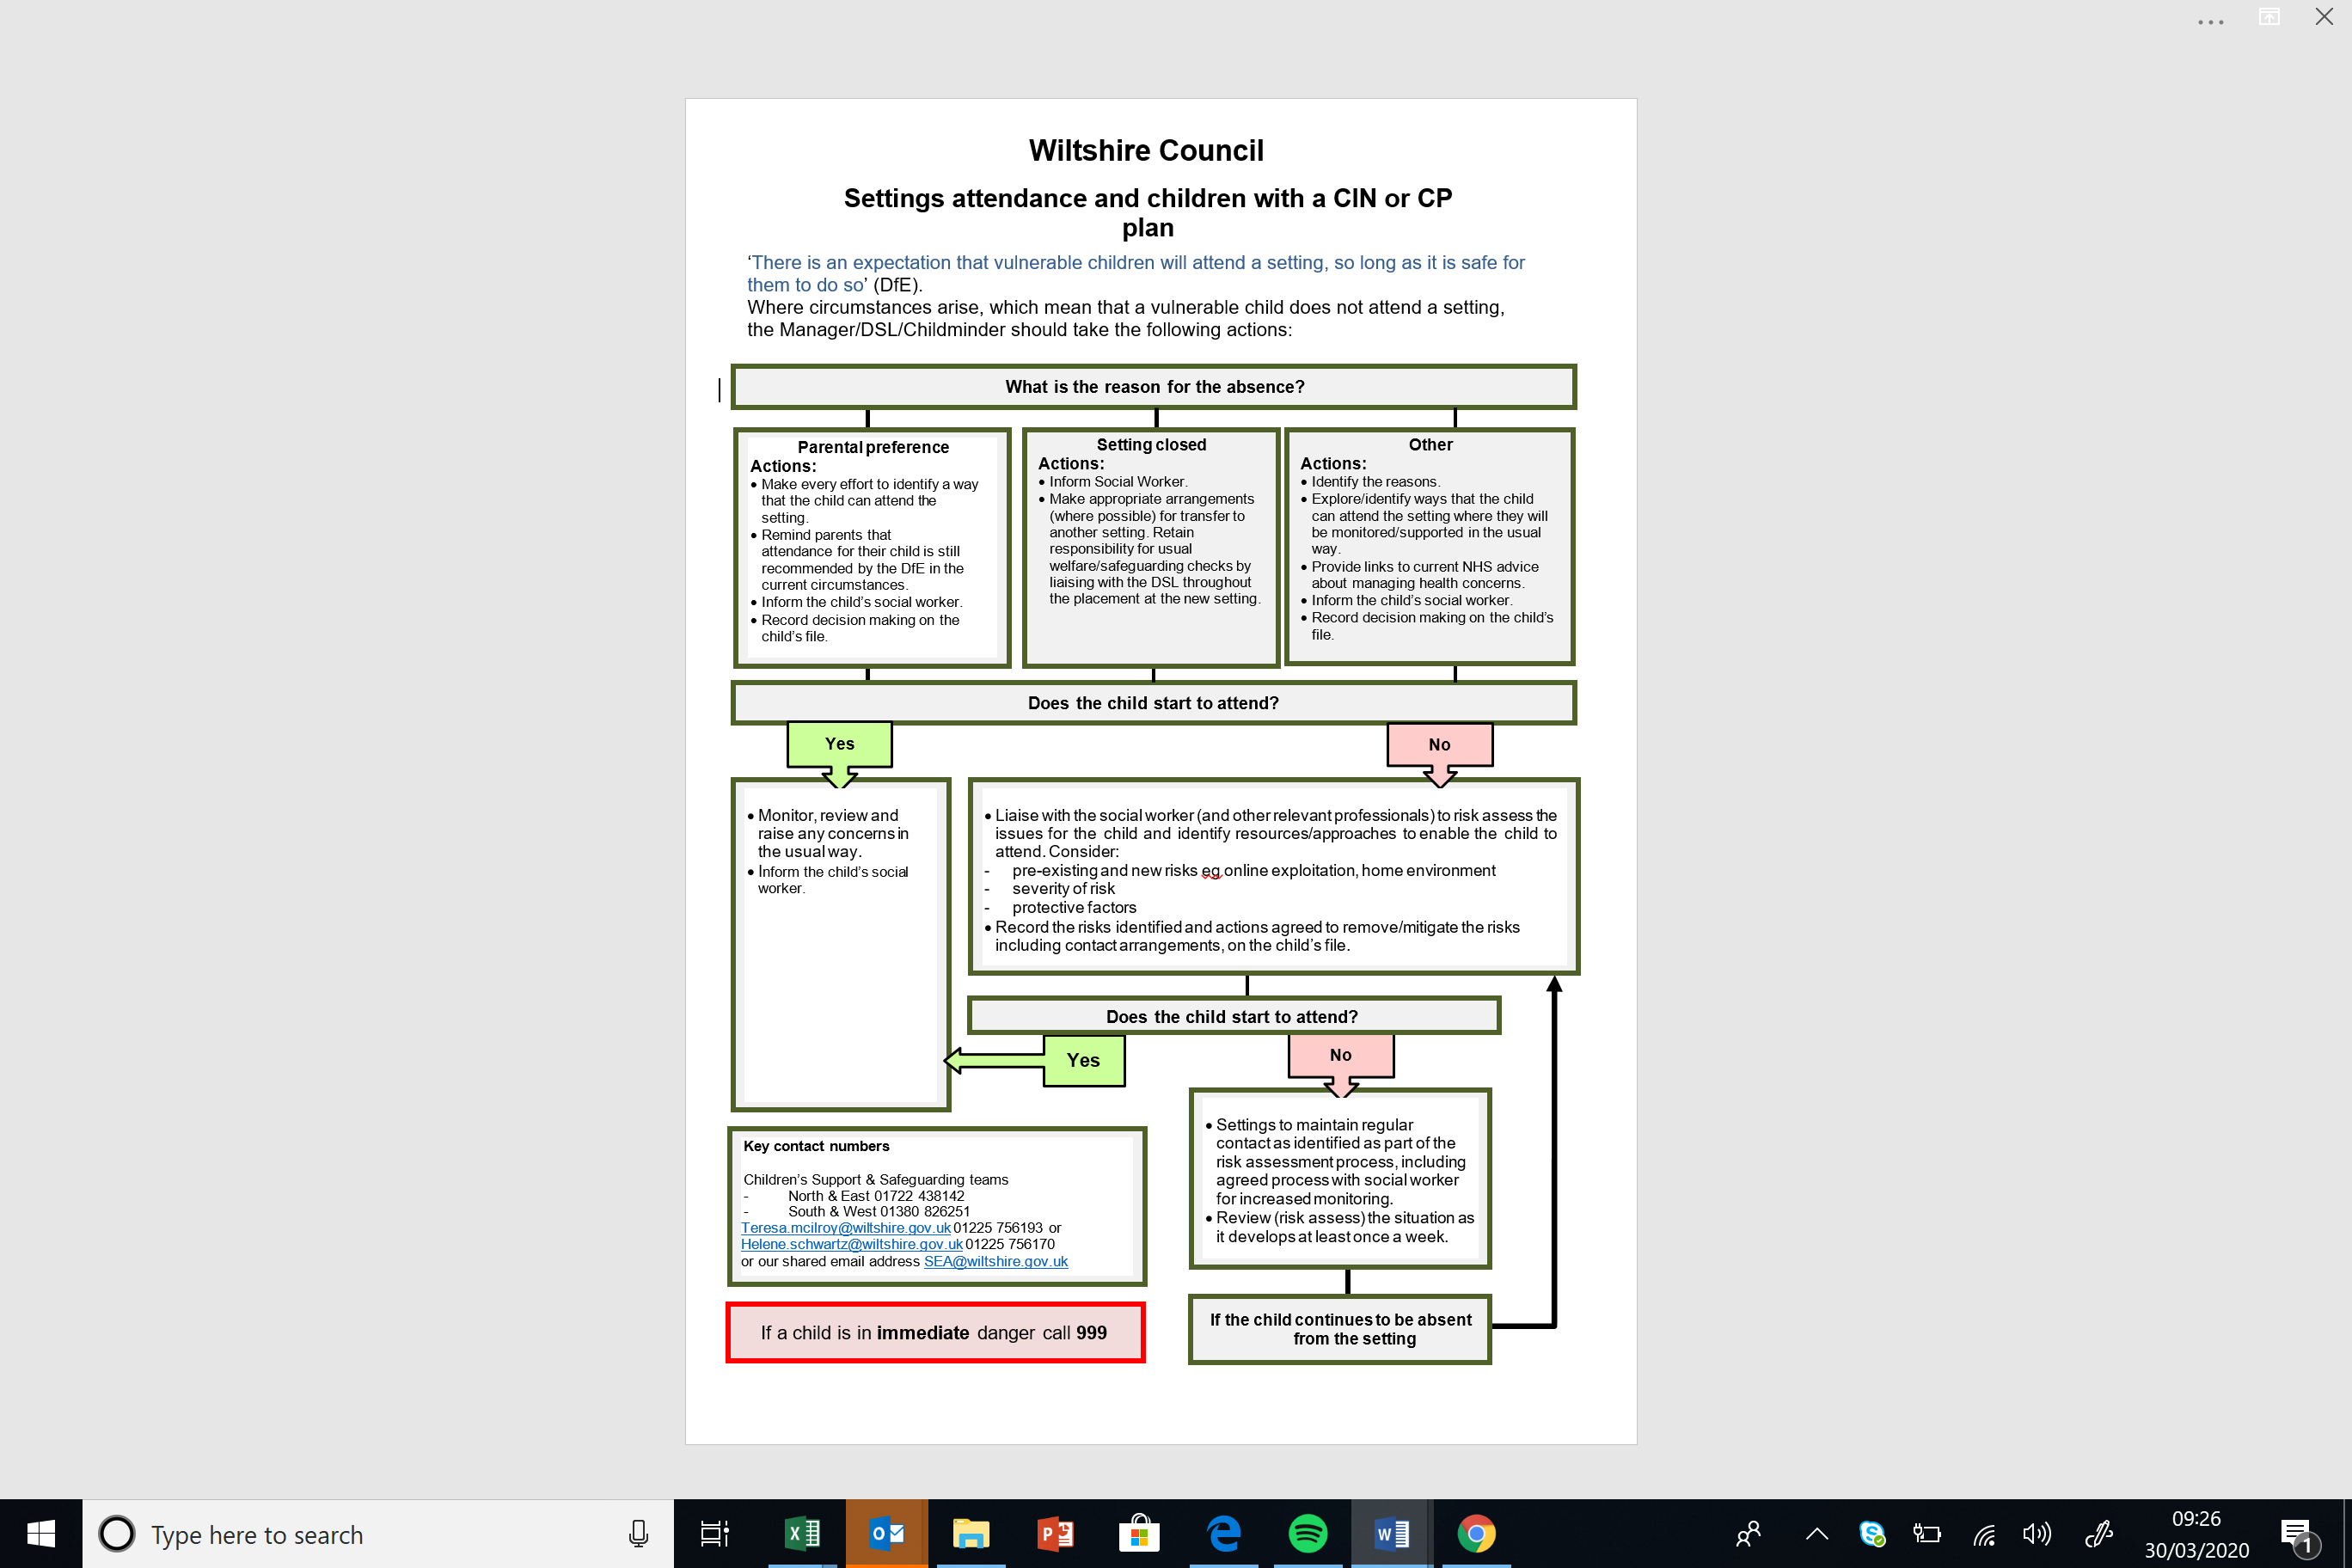 Wiltshire Council
Settings attendance and children with a CIN or CP
plan
‘There is an expectation that vulnerable children will attend a setting, so long as it is safe for
them to do so’ (DfE).
Where circumstances arise, which mean that a vulnerable child does not attend a setting,
the Manager/DSL/Childminder should take the following actions:
What is the reason for the absence?
Parental preference
Actions:
• Make every effort to identify a way
that the child can attend the
setting.
• Remind parents that
attendance for their child is still
recommended by the DfE in the
current circumstances.
• Inform the child’s social worker.
• Record decision making on the
child’s file.
Setting closed
Actions:
• Inform Social Worker.
• Make appropriate arrangements
(where possible) for transfer to
another setting. Retain
responsibility for usual
welfare/safeguarding checks by
liaising with the DSL throughout
the placement at the new setting.
Other
Actions:
• Identify the reasons.
• Explore/identify ways that the child
can attend the setting where they will
be monitored/supported in the usual
way.
• Provide links to current NHS advice
about managing health concerns.
• Inform the child’s social worker.
• Record decision making on the child’s
file.
Does the child start to attend?
Yes
No
• Monitor, review and
raise any concerns in
the usual way.
• Inform the child’s social
worker.
• Liaise with the social worker (and other relevant professionals) to risk assess the
issues for the child and identify resources/approaches to enable the child to
attend. Consider:
- pre-existing and new risks eg online exploitation, home environment
- severity of risk
- protective factors
• Record the risks identified and actions agreed to remove/mitigate the risks
including contact arrangements, on the child’s file.
Does the child start to attend?
Yes
No
• Settings to maintain regular
contact as identified as part of the
risk assessment process, including
agreed process with social worker
for increased monitoring.
• Review (risk assess) the situation as
it develops at least once a week.
Key contact numbers
Children’s Support & Safeguarding teams
- North & East 01722 438142
- South & West 01380 826251
Teresa.mcilroy@wiltshire.gov.uk 01225 756193 or
Helene.schwartz@wiltshire.gov.uk 01225 756170
or our shared email address SEA@wiltshire.gov.uk
If a child is in immediate danger call 999
If the child continues to be absent
from the setting
Type here to search
09:26
30/03/2020
1